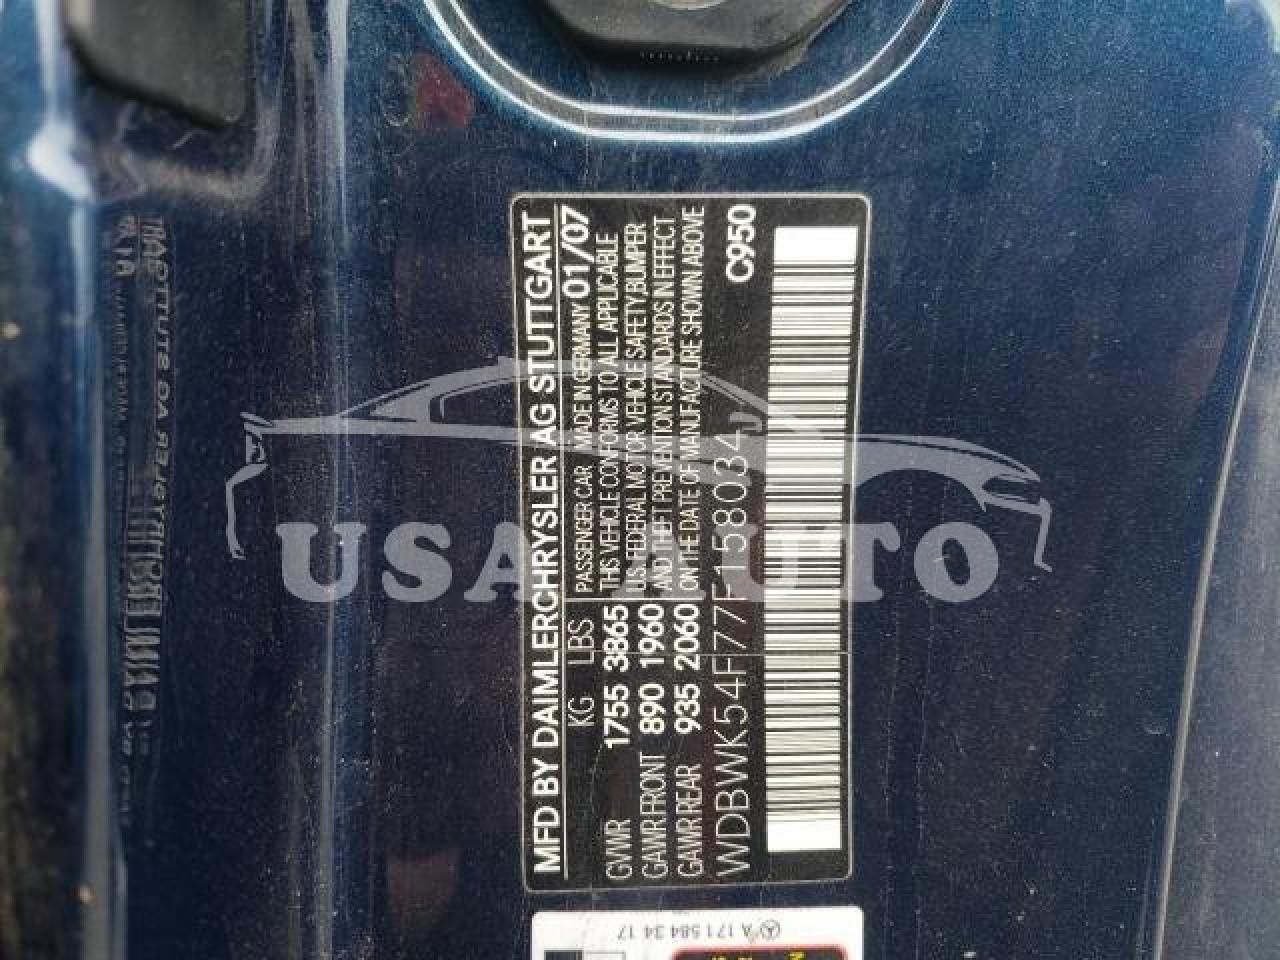 MFD BY DAIMLERCHRYSLER AG STUTTGART
KG LBS PASSENGER CAR MADE IN GERMANY 01/07
GVWR 1755 3865 THIS VEHICLE CONFORMS TO ALL APPLICABLE
GAWR FRONT 890 1960 U.S. FEDERAL MOTOR VEHICLE SAFETY,BUMPER
GAWR REAR 935 2060 AND THEFT PREVENTION STANDARDS IN EFFECT
ON THE DATE OF MANUFACTURE SHOWN ABOVE
WDBWK54F77F158034 C950
A 171 584 34 17
USA AUTO